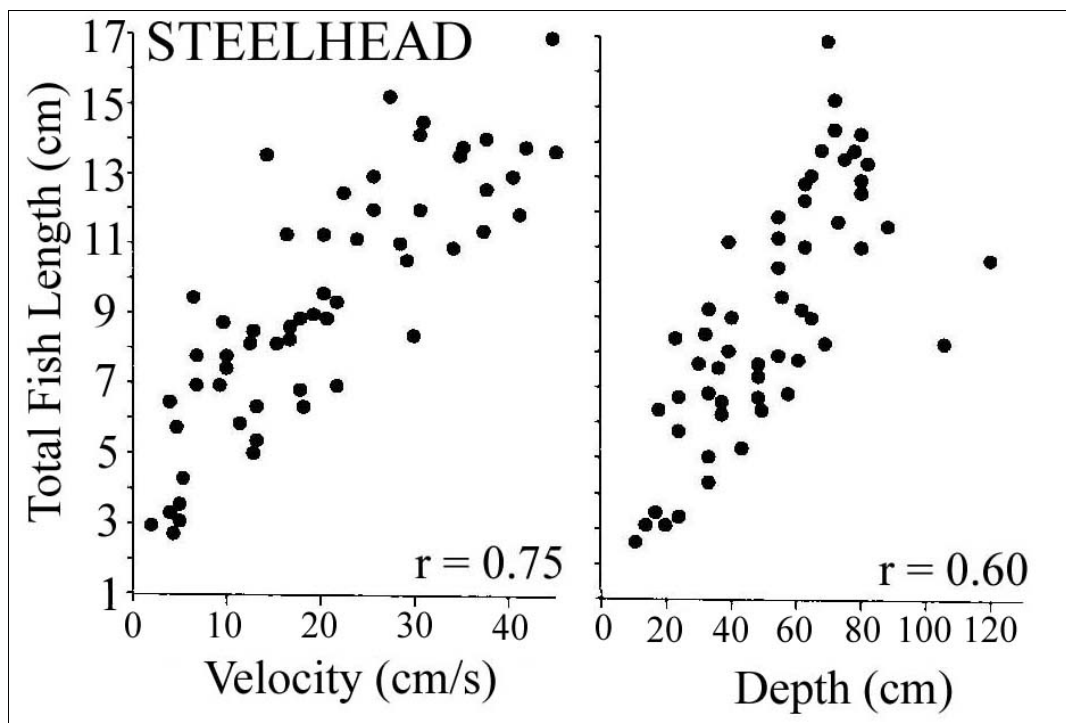 STEELHEAD
Total Fish Length (cm)
17
15
13
11
9
7
5
3
1
r = 0.75
0 10 20 30 40
Velocity (cm/s)
r = 0.60
0 20 40 60 80 100 120
Depth (cm)